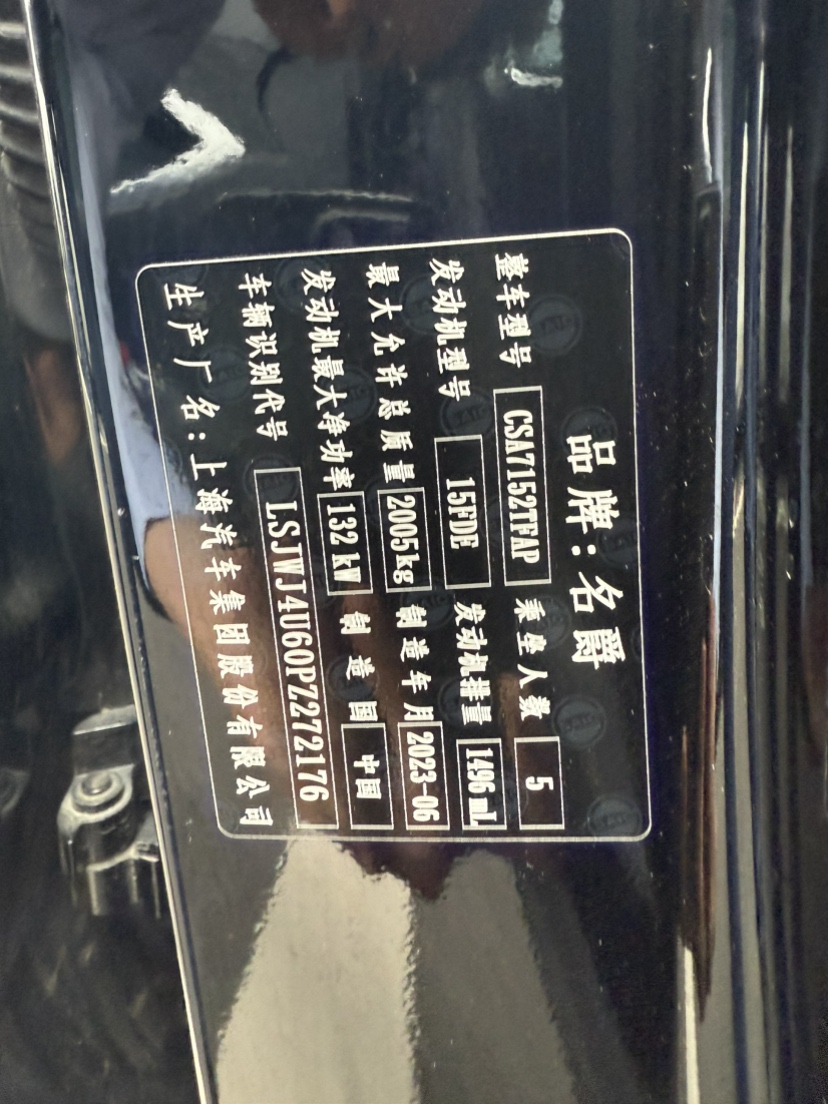 品牌:名爵
整车型号 CSA7152TFAP 乘坐人数 5
发动机型号 15FDE 发动机排量 1496 mL
最大允许总质量 2005 kg 制造年月 2023-06
发动机最大净功率 132 kW 制造国 中国
车辆识别代号 LSJWJ4U60PZ272176
生产厂名:上海汽车集团股份有限公司